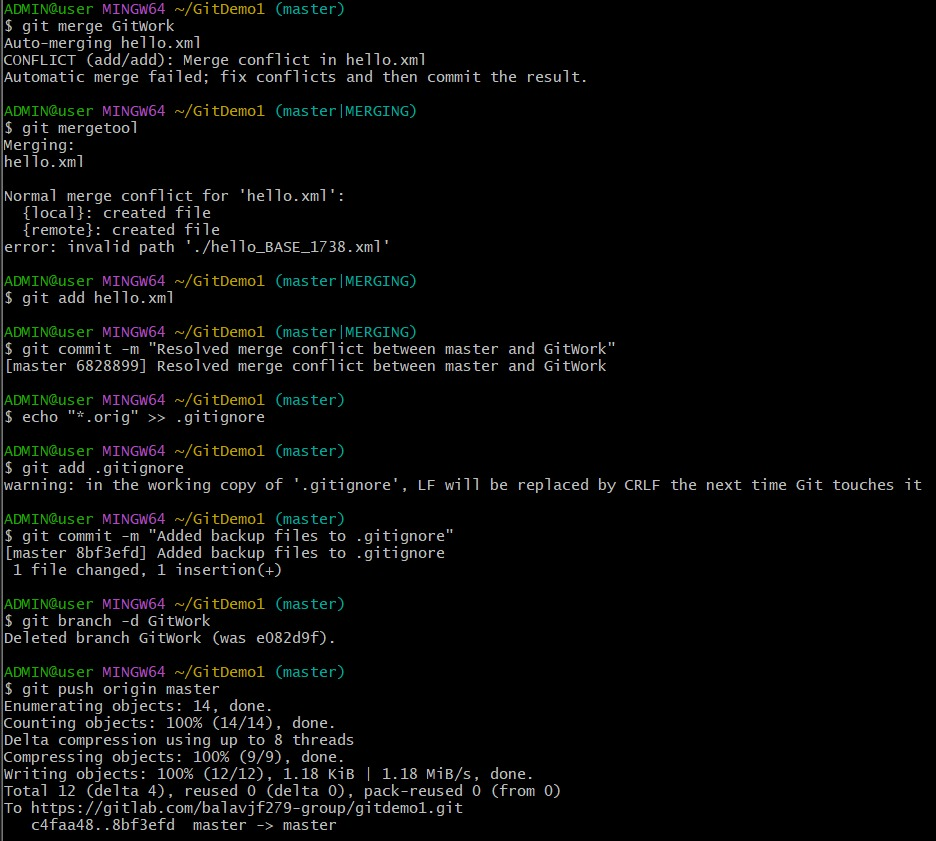 ADMIN@user MINGW64 ~/GitDemo1 (master)
$ git merge GitWork
Auto-merging hello.xml
CONFLICT (add/add): Merge conflict in hello.xml
Automatic merge failed; fix conflicts and then commit the result.

ADMIN@user MINGW64 ~/GitDemo1 (master|MERGING)
$ git mergetool
Merging:
hello.xml

Normal merge conflict for 'hello.xml':
  {local}: created file
  {remote}: created file
error: invalid path './hello_BASE_1738.xml'

ADMIN@user MINGW64 ~/GitDemo1 (master|MERGING)
$ git add hello.xml

ADMIN@user MINGW64 ~/GitDemo1 (master|MERGING)
$ git commit -m "Resolved merge conflict between master and GitWork"
[master 6828899] Resolved merge conflict between master and GitWork

ADMIN@user MINGW64 ~/GitDemo1 (master)
$ echo "*.orig" >> .gitignore

ADMIN@user MINGW64 ~/GitDemo1 (master)
$ git add .gitignore
warning: in the working copy of '.gitignore', LF will be replaced by CRLF the next time Git touches it

ADMIN@user MINGW64 ~/GitDemo1 (master)
$ git commit -m "Added backup files to .gitignore"
[master 8bf3efd] Added backup files to .gitignore
 1 file changed, 1 insertion(+)

ADMIN@user MINGW64 ~/GitDemo1 (master)
$ git branch -d GitWork
Deleted branch GitWork (was e082d9f).

ADMIN@user MINGW64 ~/GitDemo1 (master)
$ git push origin master
Enumerating objects: 14, done.
Counting objects: 100% (14/14), done.
Delta compression using up to 8 threads
Compressing objects: 100% (9/9), done.
Writing objects: 100% (12/12), 1.18 KiB | 1.18 MiB/s, done.
Total 12 (delta 4), reused 0 (delta 0), pack-reused 0 (from 0)
To https://gitlab.com/balavjf279-group/gitdemo1.git
   c4faa48..8bf3efd  master -> master